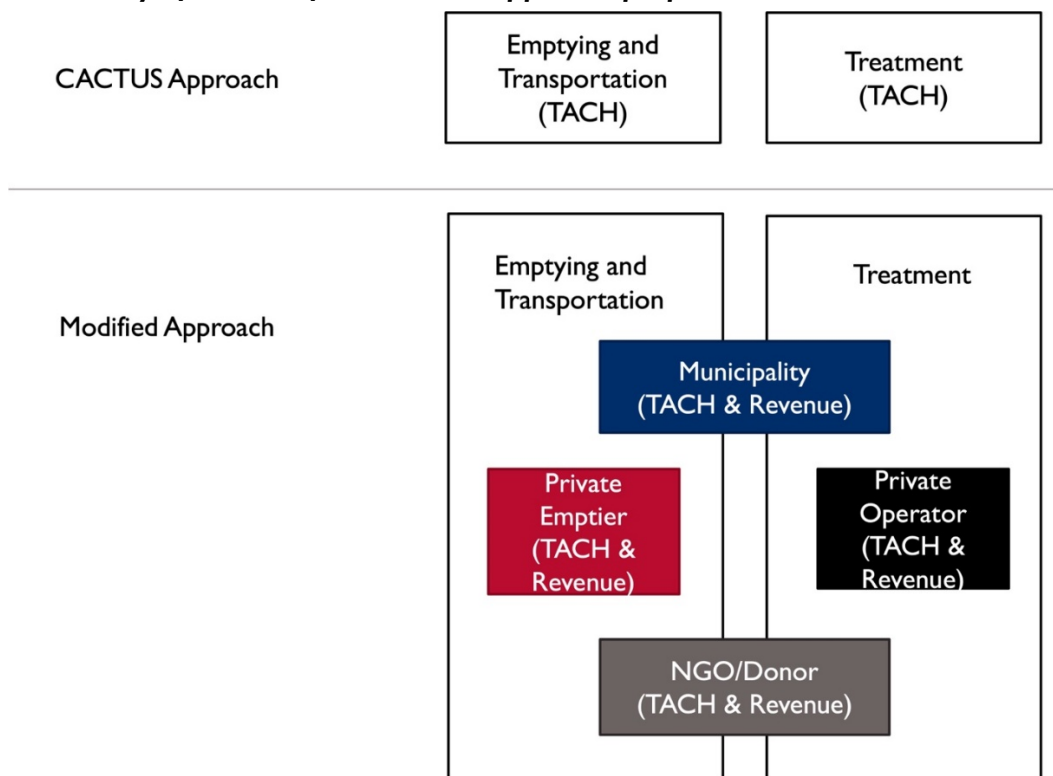 CACTUS Approach
Emptying and
Transportation
(TACH)
Treatment
(TACH)
Modified Approach
Emptying and
Transportation
Treatment
Municipality
(TACH & Revenue)
Private
Emptier
(TACH &
Revenue)
Private
Operator
(TACH &
Revenue)
NGO/Donor
(TACH & Revenue)